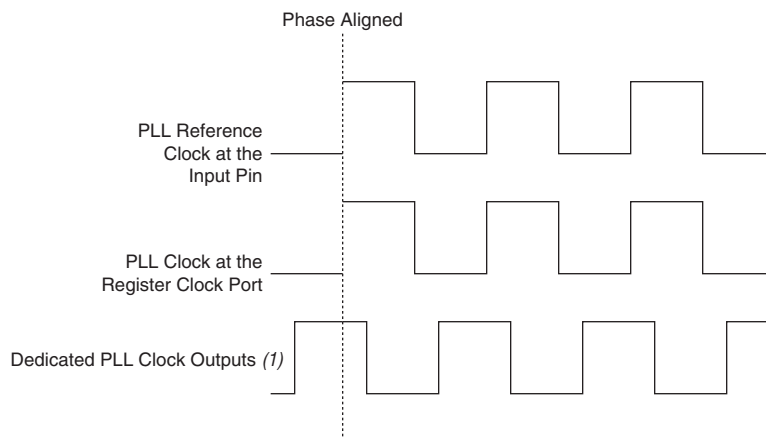 Phase Aligned
PLL Reference
Clock at the
Input Pin
PLL Clock at the
Register Clock Port
Dedicated PLL Clock Outputs (1)